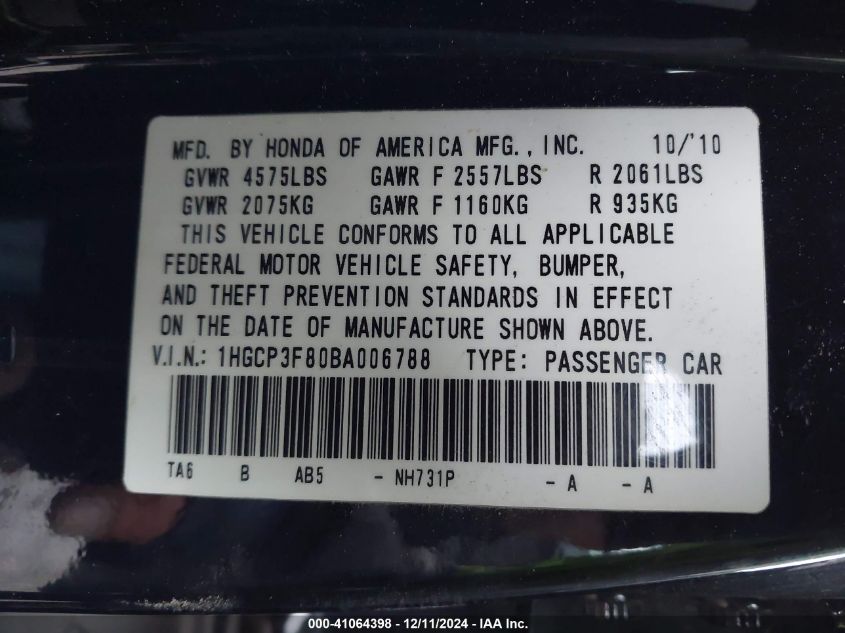 MFD. BY HONDA OF AMERICA MFG., INC. 10/'10
GVWR 4575LBS GAWR F 2557LBS R 2061LBS
GVWR 2075KG GAWR F 1160KG R 935KG
THIS VEHICLE CONFORMS TO ALL APPLICABLE
FEDERAL MOTOR VEHICLE SAFETY, BUMPER,
AND THEFT PREVENTION STANDARDS IN EFFECT
ON THE DATE OF MANUFACTURE SHOWN ABOVE.
V.I.N.: 1HGCP3F80BA006788 TYPE: PASSENGER CAR
TA6 B AB5 - NH731P - A - A
000-41064398 - 12/11/2024 - IAA Inc.